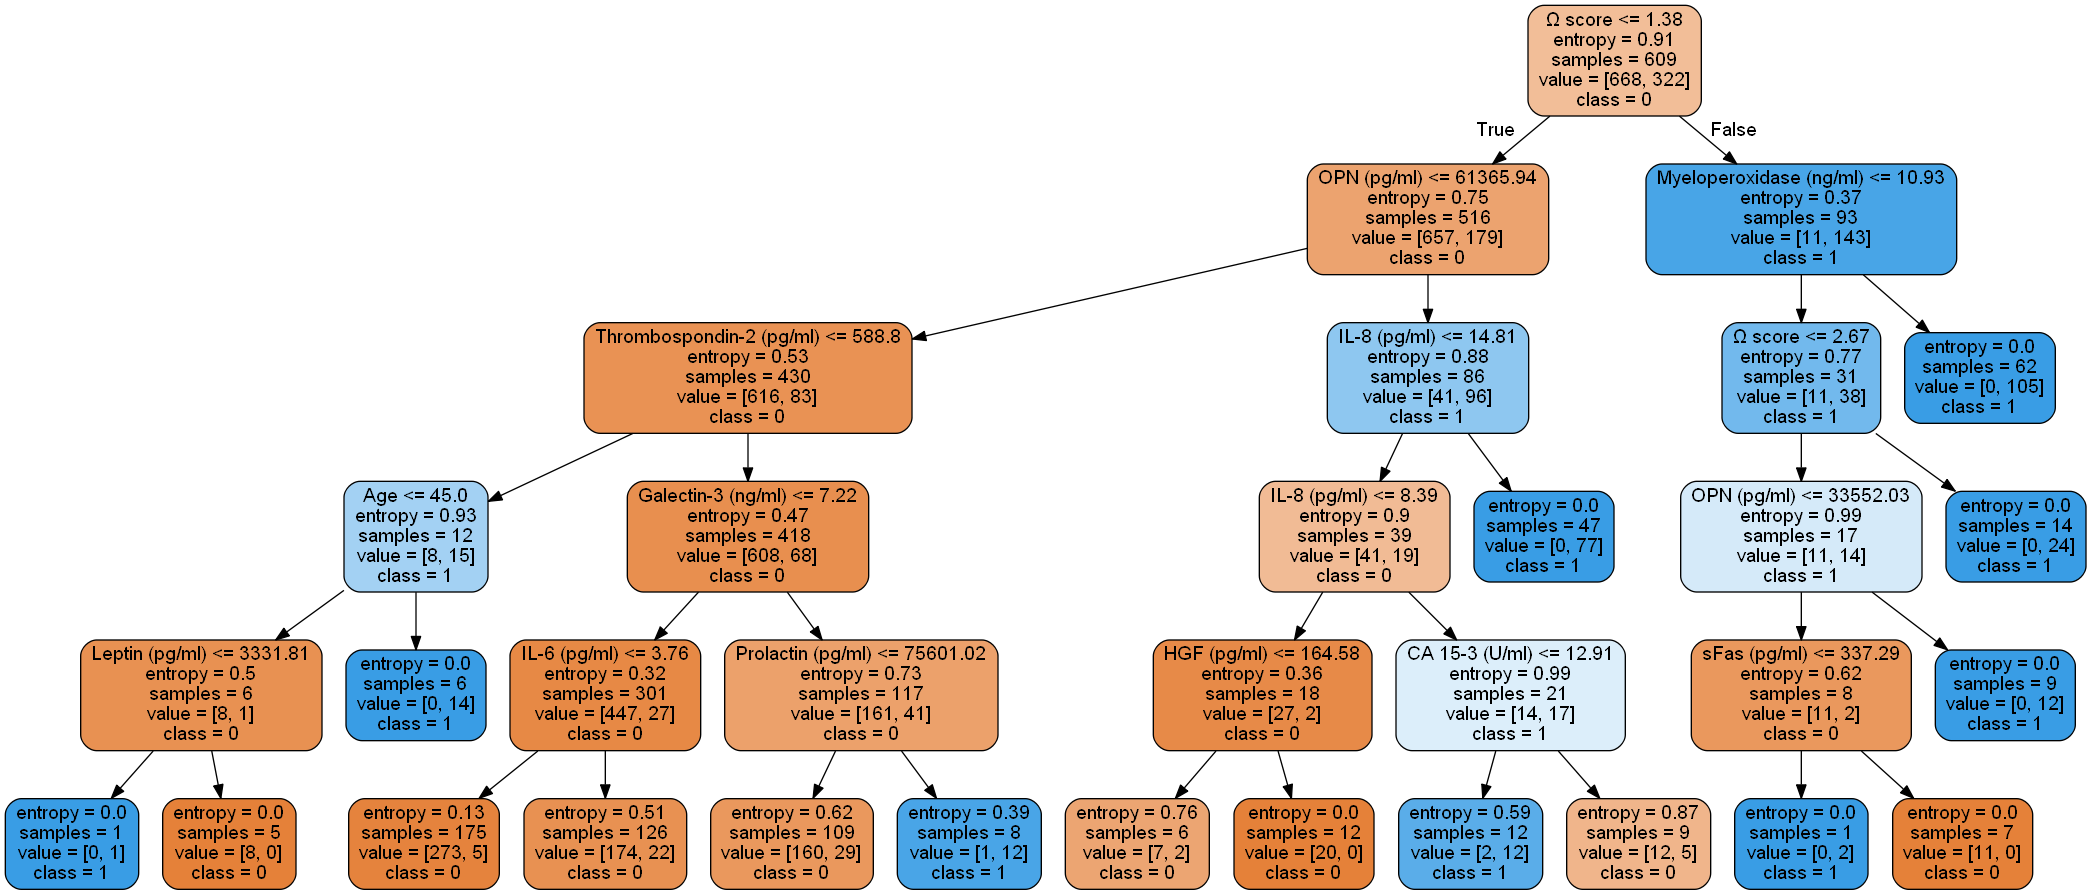 Ω score <= 1.38
entropy = 0.91
samples = 609
value = [668, 322]
class = 0
True
False
OPN (pg/ml) <= 61365.94
entropy = 0.75
samples = 516
value = [657, 179]
class = 0
Myeloperoxidase (ng/ml) <= 10.93
entropy = 0.37
samples = 93
value = [11, 143]
class = 1
Thrombospondin-2 (pg/ml) <= 588.8
entropy = 0.53
samples = 430
value = [616, 83]
class = 0
IL-8 (pg/ml) <= 14.81
entropy = 0.88
samples = 86
value = [41, 96]
class = 1
Ω score <= 2.67
entropy = 0.77
samples = 31
value = [11, 38]
class = 1
entropy = 0.0
samples = 62
value = [0, 105]
class = 1
Age <= 45.0
entropy = 0.93
samples = 12
value = [8, 15]
class = 1
Galectin-3 (ng/ml) <= 7.22
entropy = 0.47
samples = 418
value = [608, 68]
class = 0
IL-8 (pg/ml) <= 8.39
entropy = 0.9
samples = 39
value = [41, 19]
class = 0
entropy = 0.0
samples = 47
value = [0, 77]
class = 1
OPN (pg/ml) <= 33552.03
entropy = 0.99
samples = 17
value = [11, 14]
class = 1
entropy = 0.0
samples = 14
value = [0, 24]
class = 1
Leptin (pg/ml) <= 3331.81
entropy = 0.5
samples = 6
value = [8, 1]
class = 0
entropy = 0.0
samples = 6
value = [0, 14]
class = 1
IL-6 (pg/ml) <= 3.76
entropy = 0.32
samples = 301
value = [447, 27]
class = 0
Prolactin (pg/ml) <= 75601.02
entropy = 0.73
samples = 117
value = [161, 41]
class = 0
HGF (pg/ml) <= 164.58
entropy = 0.36
samples = 18
value = [27, 2]
class = 0
CA 15-3 (U/ml) <= 12.91
entropy = 0.99
samples = 21
value = [14, 17]
class = 1
sFas (pg/ml) <= 337.29
entropy = 0.62
samples = 8
value = [11, 2]
class = 0
entropy = 0.0
samples = 9
value = [0, 12]
class = 1
entropy = 0.0
samples = 1
value = [0, 1]
class = 1
entropy = 0.0
samples = 5
value = [8, 0]
class = 0
entropy = 0.13
samples = 175
value = [273, 5]
class = 0
entropy = 0.51
samples = 126
value = [174, 22]
class = 0
entropy = 0.62
samples = 109
value = [160, 29]
class = 0
entropy = 0.39
samples = 8
value = [1, 12]
class = 1
entropy = 0.76
samples = 6
value = [7, 2]
class = 0
entropy = 0.0
samples = 12
value = [20, 0]
class = 0
entropy = 0.59
samples = 12
value = [2, 12]
class = 1
entropy = 0.87
samples = 9
value = [12, 5]
class = 0
entropy = 0.0
samples = 1
value = [0, 2]
class = 1
entropy = 0.0
samples = 7
value = [11, 0]
class = 0